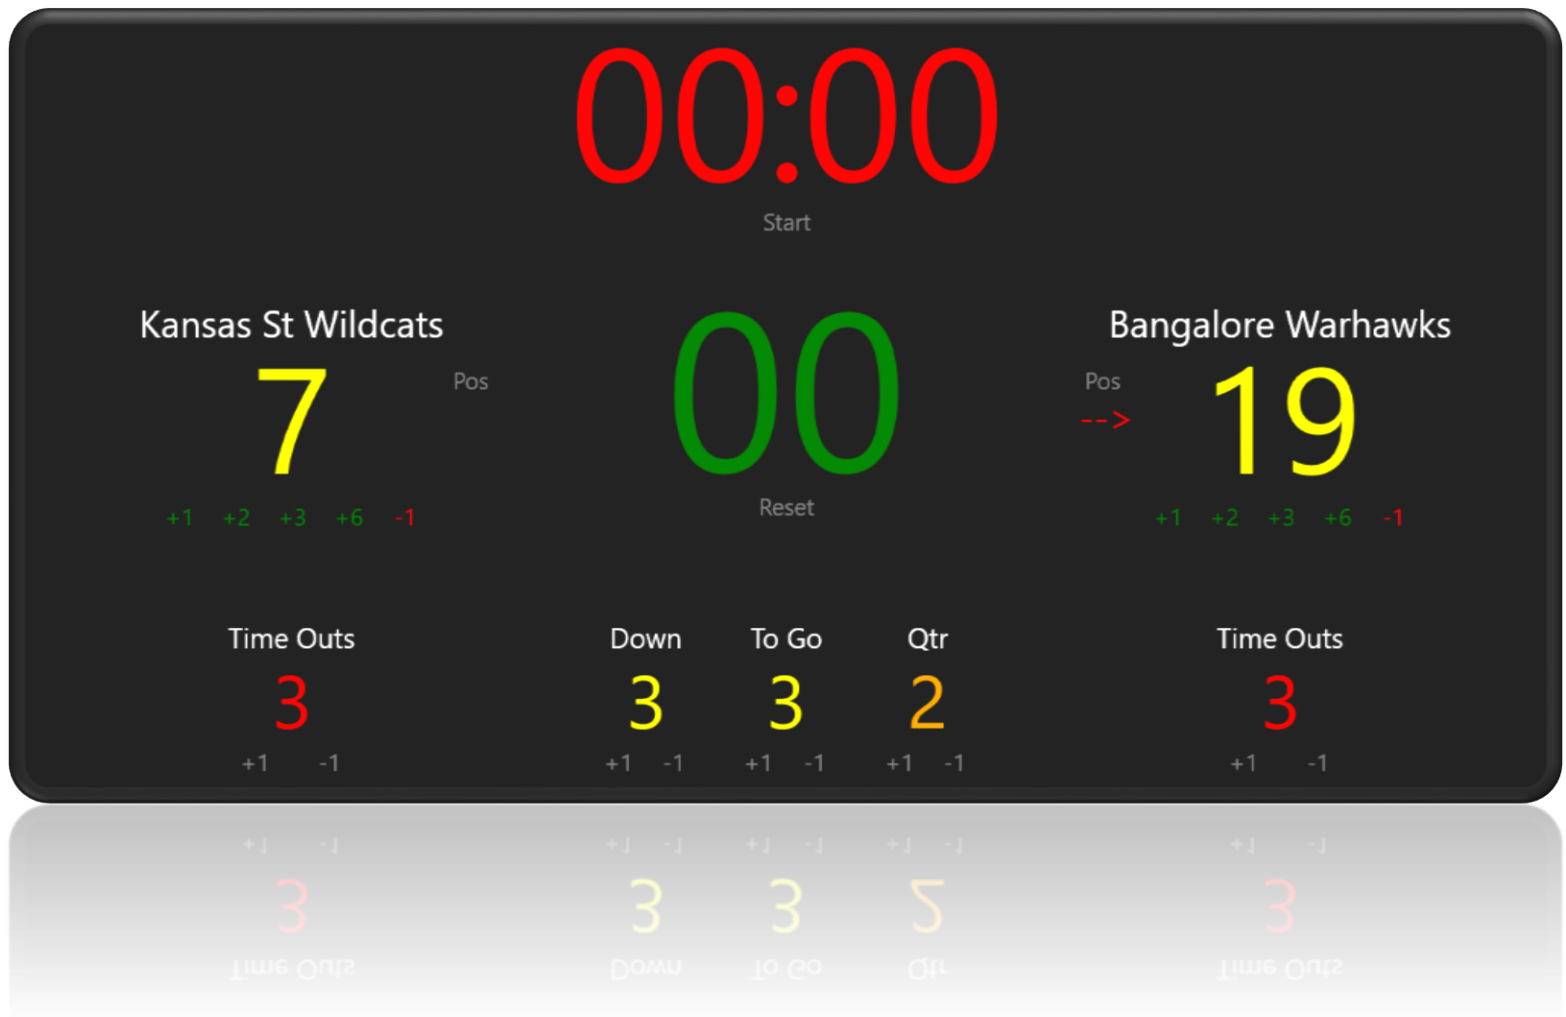 00:00
Start
Kansas St Wildcats
Bangalore Warhawks
7
Pos
00
Pos
-->
19
Reset
+1 +2 +3 +6 -1
+1 +2 +3 +6 -1
Time Outs
Down
To Go
Qtr
Time Outs
3
3
3
2
3
+1 -1
+1 -1
+1 -1
+1 -1
+1 -1